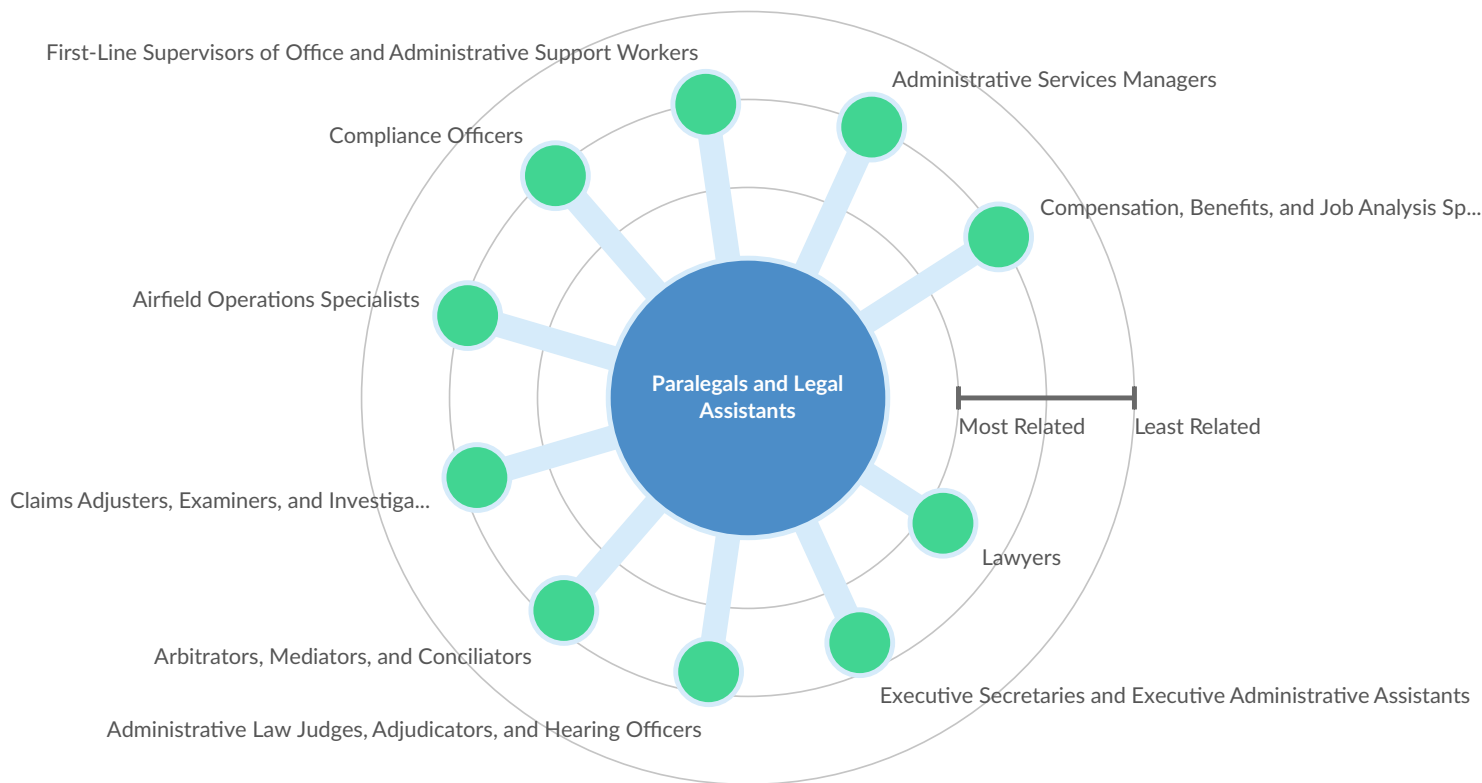 First-Line Supervisors of Office and Administrative Support Workers
Administrative Services Managers
Compliance Officers
Compensation, Benefits, and Job Analysis Sp...
Airfield Operations Specialists
Paralegals and Legal
Assistants
Most Related
Least Related
Claims Adjusters, Examiners, and Investiga...
Lawyers
Arbitrators, Mediators, and Conciliators
Executive Secretaries and Executive Administrative Assistants
Administrative Law Judges, Adjudicators, and Hearing Officers